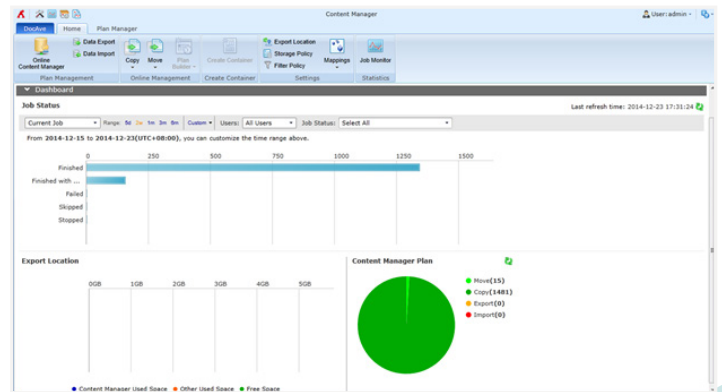 Content Manager
User: admin
DocAve Home Plan Manager
Online Content Manager
Data Export
Data Import
Copy Move Plan Builder
Create Container
Export Location
Storage Policy
Filter Policy
Mappings
Job Monitor
Plan Management Online Management Create Container Settings Statistics
Dashboard
Job Status
Last refresh time: 2014-12-23 17:31:24
Current Job Range: 5d 2w 1m 3m 8m Custom Users: All Users Job Status: Select All
From 2014-12-15 to 2014-12-23(UTC+08:00), you can customize the time range above.
0 250 500 750 1000 1250 1500
Finished
Finished with ...
Failed
Skipped
Stopped
Export Location
0GB 1GB 2GB 3GB 4GB 5GB
Content Manager Used Space Other Used Space Free Space
Content Manager Plan
Move(15)
Copy(1481)
Export(0)
Import(0)